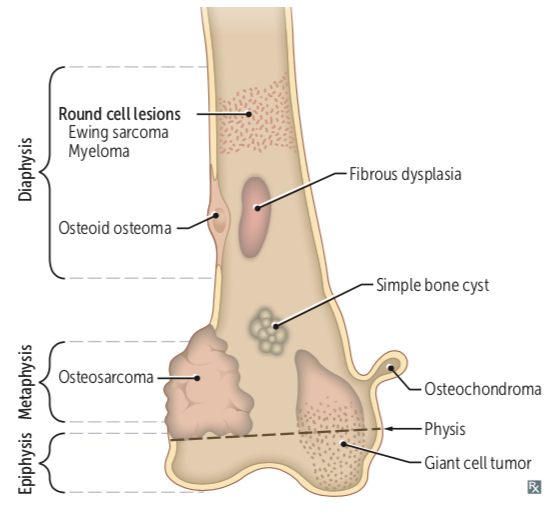 Diaphysis
Round cell lesions
Ewing sarcoma
Myeloma
Fibrous dysplasia
Osteoid osteoma
Simple bone cyst
Metaphysis
Osteosarcoma
Osteochondroma
Physis
Epiphysis
Giant cell tumor
Rx